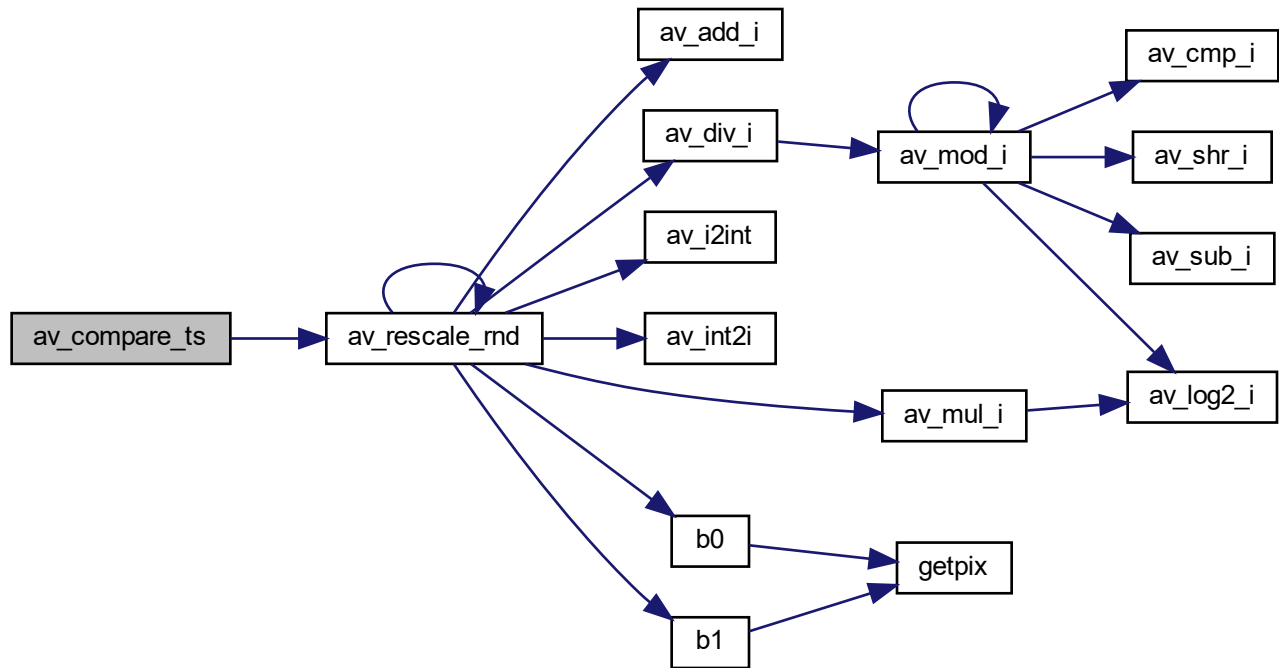 av_compare_ts
av_rescale_rnd
av_add_i
av_div_i
av_i2int
av_int2i
av_mul_i
b0
b1
av_mod_i
getpix
av_cmp_i
av_shr_i
av_sub_i
av_log2_i